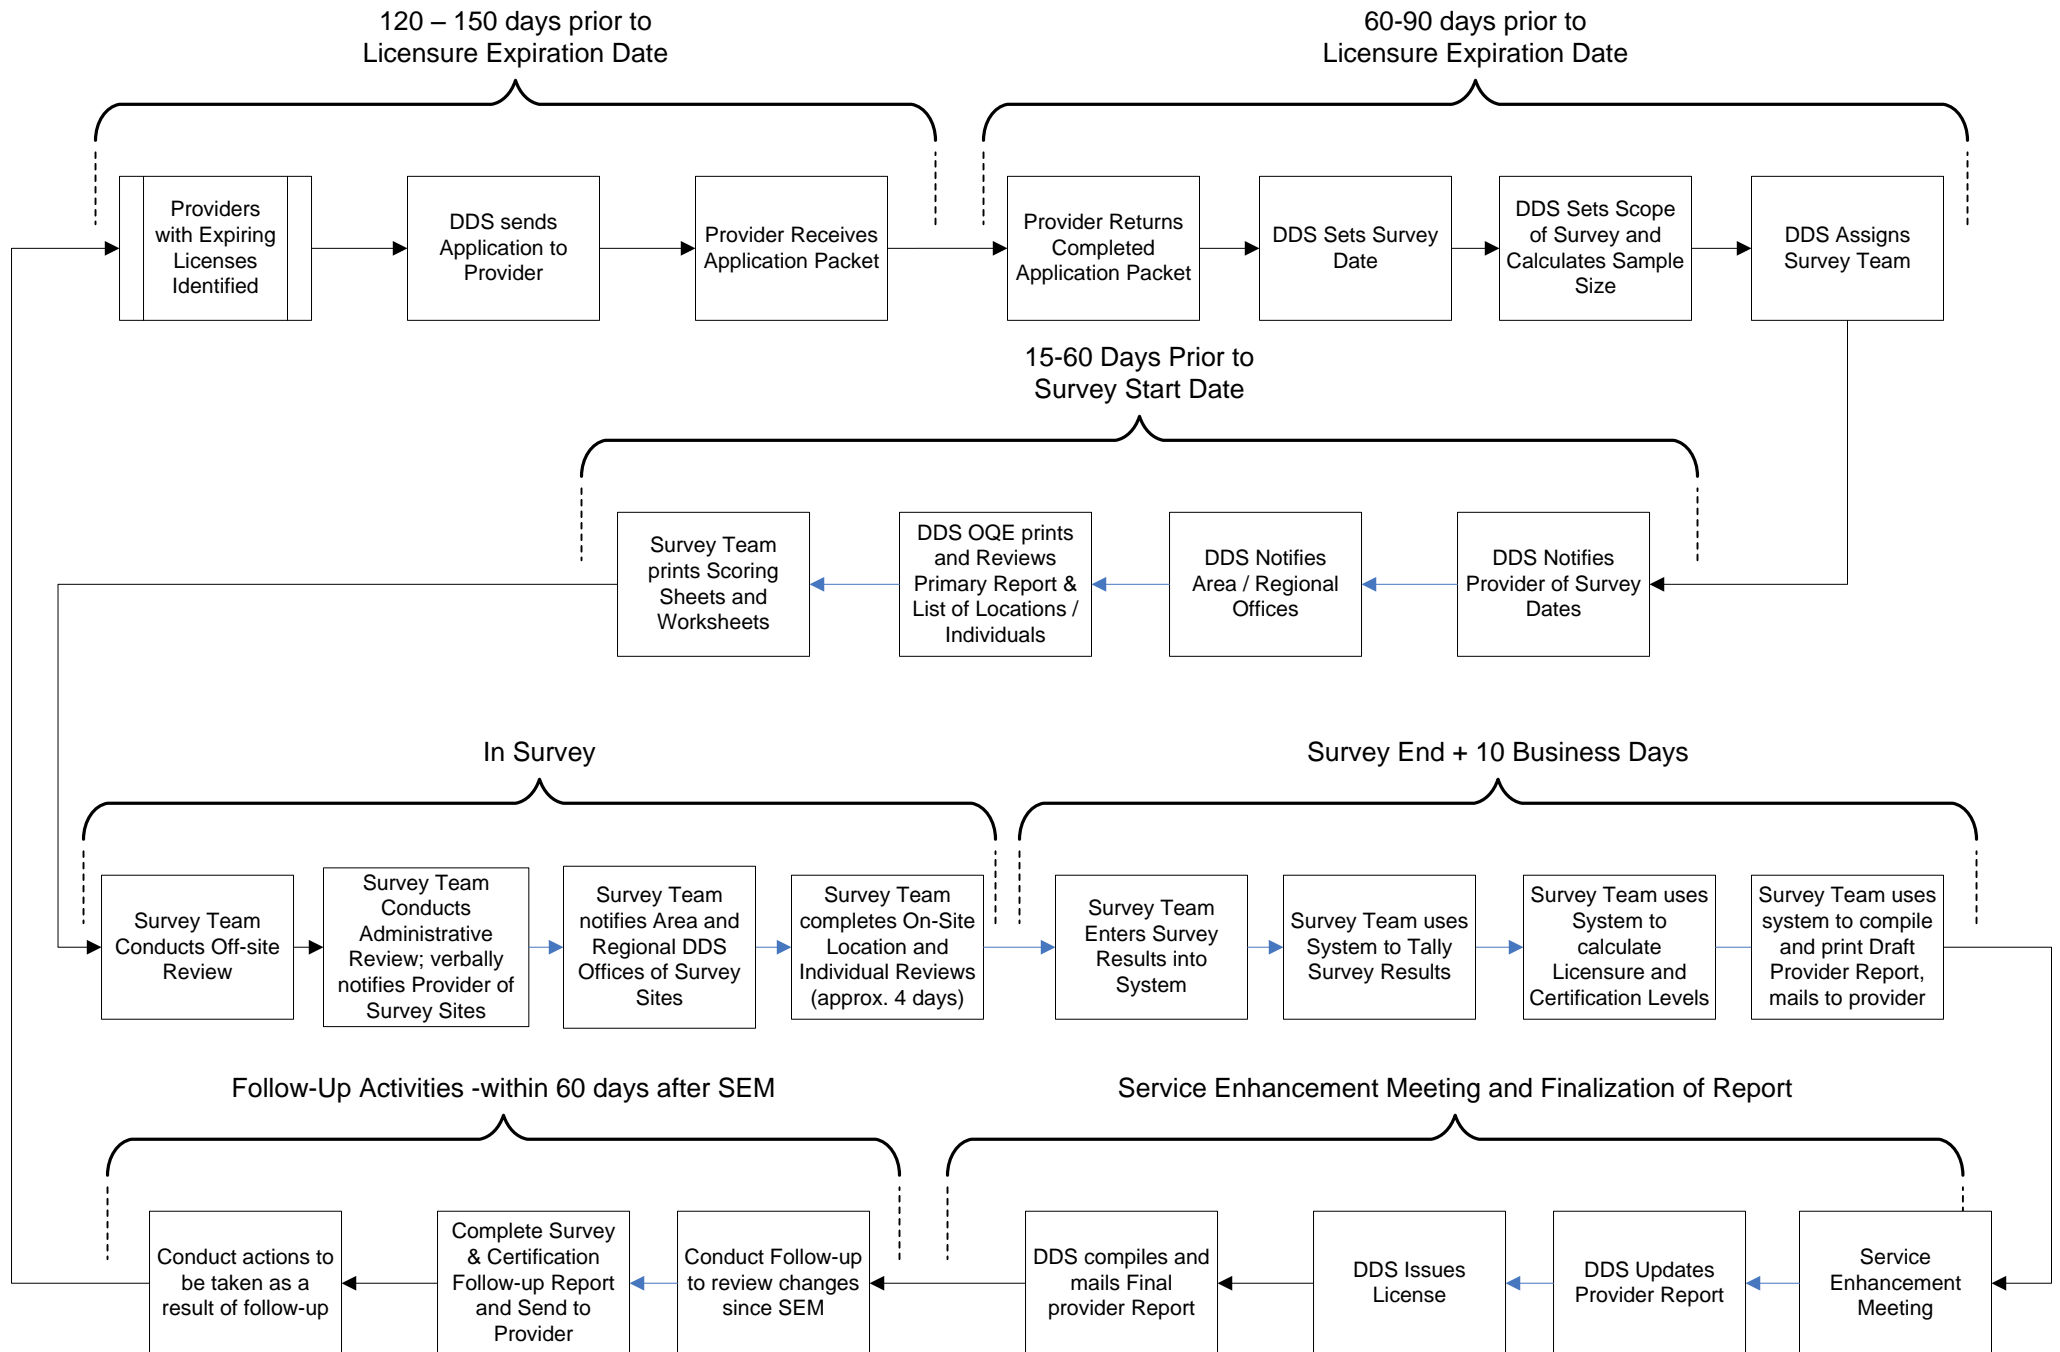 120 – 150 days prior to
Licensure Expiration Date
60-90 days prior to
Licensure Expiration Date
Providers
with Expiring
Licenses
Identified
DDS sends
Application to
Provider
Provider Receives
Application Packet
Provider Returns
Completed
Application Packet
DDS Sets Survey
Date
DDS Sets Scope
of Survey and
Calculates Sample
Size
DDS Assigns
Survey Team
15-60 Days Prior to
Survey Start Date
Survey Team
prints Scoring
Sheets and
Worksheets
DDS OQE prints
and Reviews
Primary Report &
List of Locations /
Individuals
DDS Notifies
Area / Regional
Offices
DDS Notifies
Provider of Survey
Dates
In Survey
Survey End + 10 Business Days
Survey Team
Conducts Off-site
Review
Survey Team
Conducts
Administrative
Review; verbally
notifies Provider of
Survey Sites
Survey Team
notifies Area and
Regional DDS
Offices of Survey
Sites
Survey Team
completes On-Site
Location and
Individual Reviews
(approx. 4 days)
Survey Team
Enters Survey
Results into
System
Survey Team uses
System to Tally
Survey Results
Survey Team uses
System to
calculate
Licensure and
Certification Levels
Survey Team uses
system to compile
and print Draft
Provider Report,
mails to provider
Follow-Up Activities -within 60 days after SEM
Service Enhancement Meeting and Finalization of Report
Conduct actions to
be taken as a
result of follow-up
Complete Survey
& Certification
Follow-up Report
and Send to
Provider
Conduct Follow-up
to review changes
since SEM
DDS compiles and
mails Final
provider Report
DDS Issues
License
DDS Updates
Provider Report
Service
Enhancement
Meeting